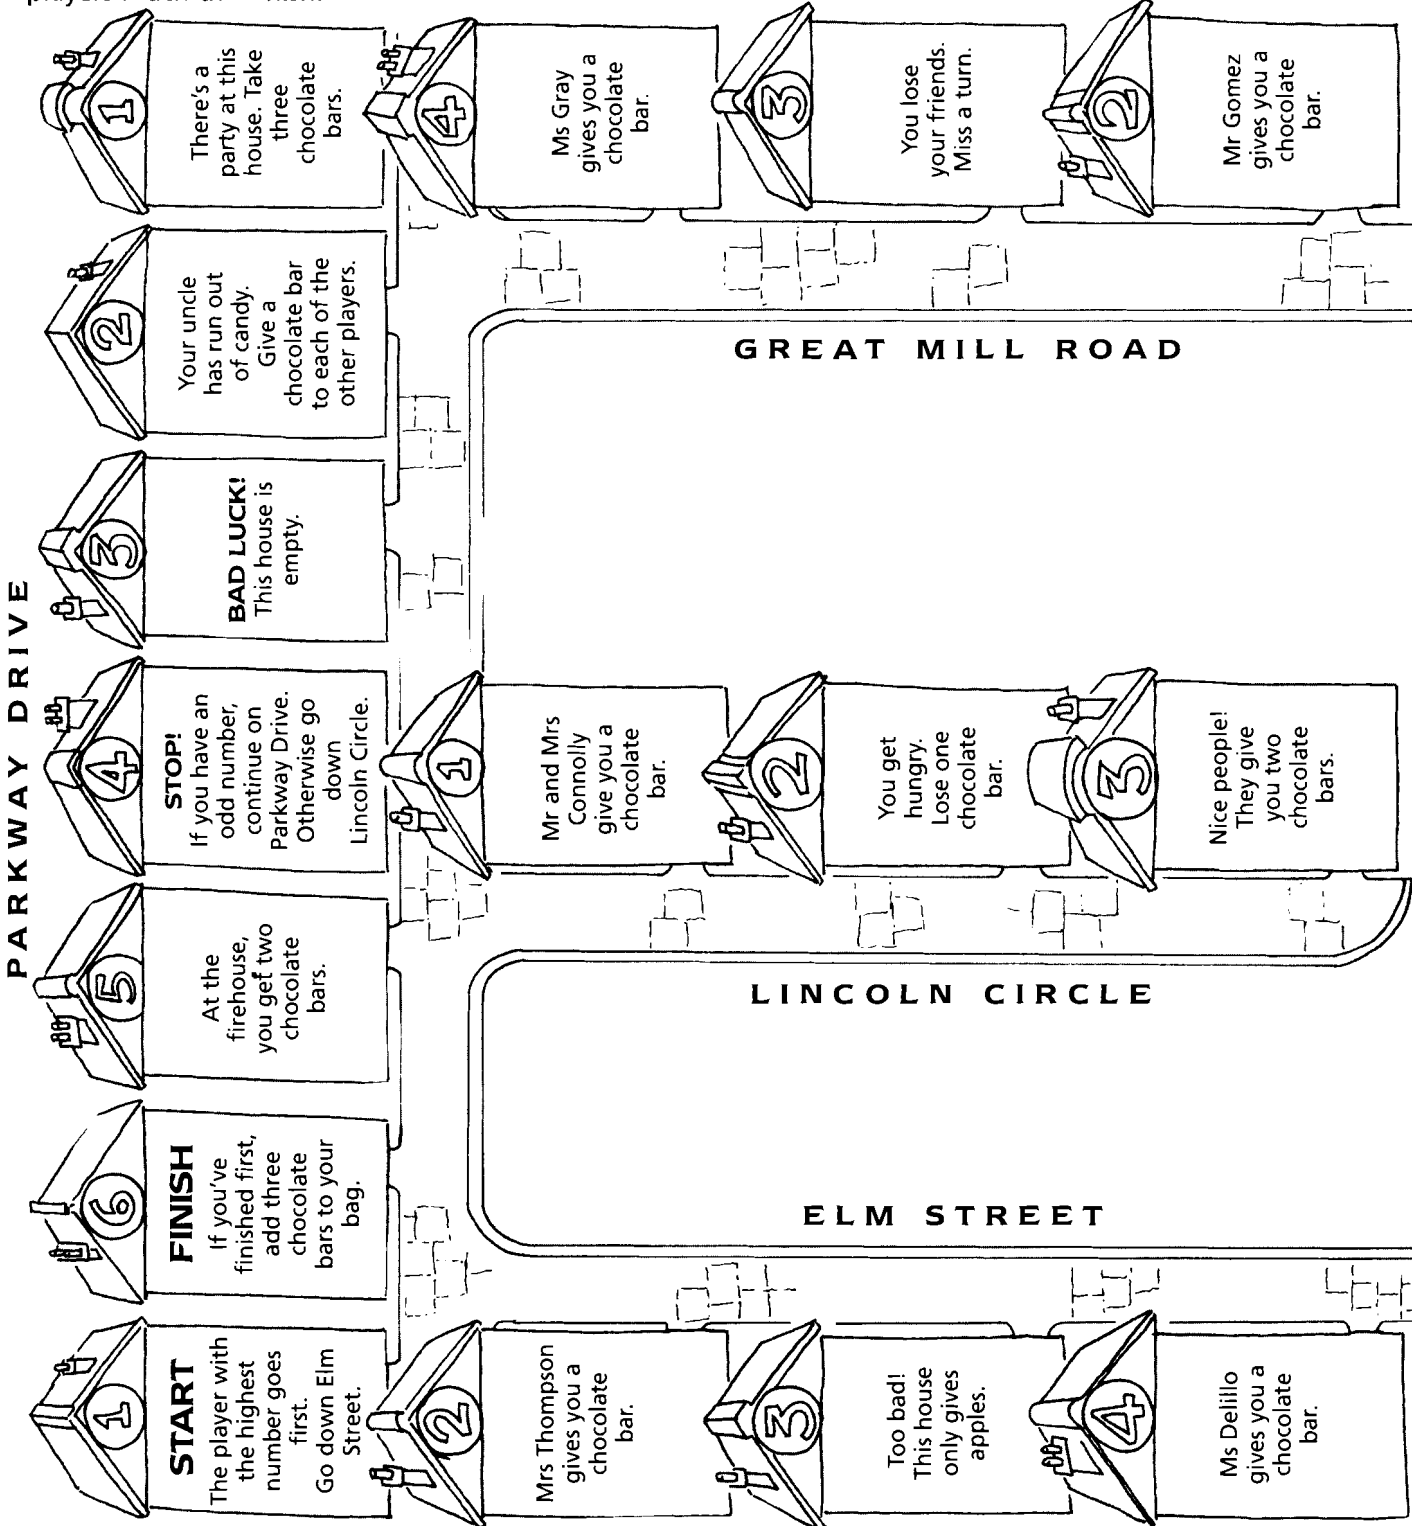 PARKWAY DRIVE
1
START
The player with
the highest
number goes
first.
Go down Elm
Street.
6
FINISH
If you've
finished first,
add three
chocolate
bars to your
bag.
5
At the
firehouse,
you gef two
chocolate
bars.
4
STOP!
If you have an
odd number,
continue on
Parkway Drive.
Otherwise go
down
Lincoln Circle.
3
BAD LUCK!
This house is
empty.
2
Your uncle
has run out
of candy.
Give a
chocolate bar
to each of the
other players.
1
There's a
party at this
house. Take
three
chocolate
bars.
2
Mrs Thompson
gives you a
chocolate
bar.
3
Too bad!
This house
only gives
apples.
4
Ms Delillo
gives you a
chocolate
bar.
ELM STREET
LINCOLN CIRCLE
1
Mr and Mrs
Connolly
give you a
chocolate
bar.
2
You get
hungry.
Lose one
chocolate
bar.
3
Nice people!
They give
you two
chocolate
bars.
GREAT MILL ROAD
4
Ms Gray
gives you a
chocolate
bar.
3
You lose
your friends.
Miss a turn.
2
Mr Gomez
gives you a
chocolate
bar.